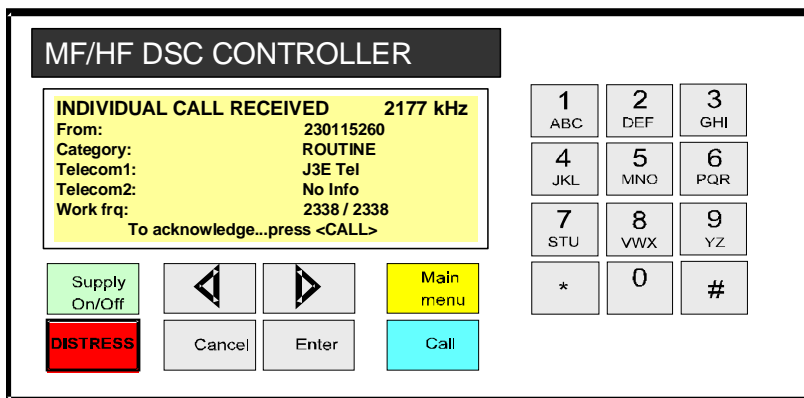 MF/HF DSC CONTROLLER
INDIVIDUAL CALL RECEIVED 2177 kHz
From: 230115260
Category: ROUTINE
Telecom1: J3E Tel
Telecom2: No Info
Work frq: 2338 / 2338
To acknowledge...press <CALL>
1 2 3
ABC DEF GHI
4 5 6
JKL MNO PQR
7 8 9
STU VWX YZ
* 0 #
Supply On/Off
Main menu
DISTRESS
Cancel
Enter
Call